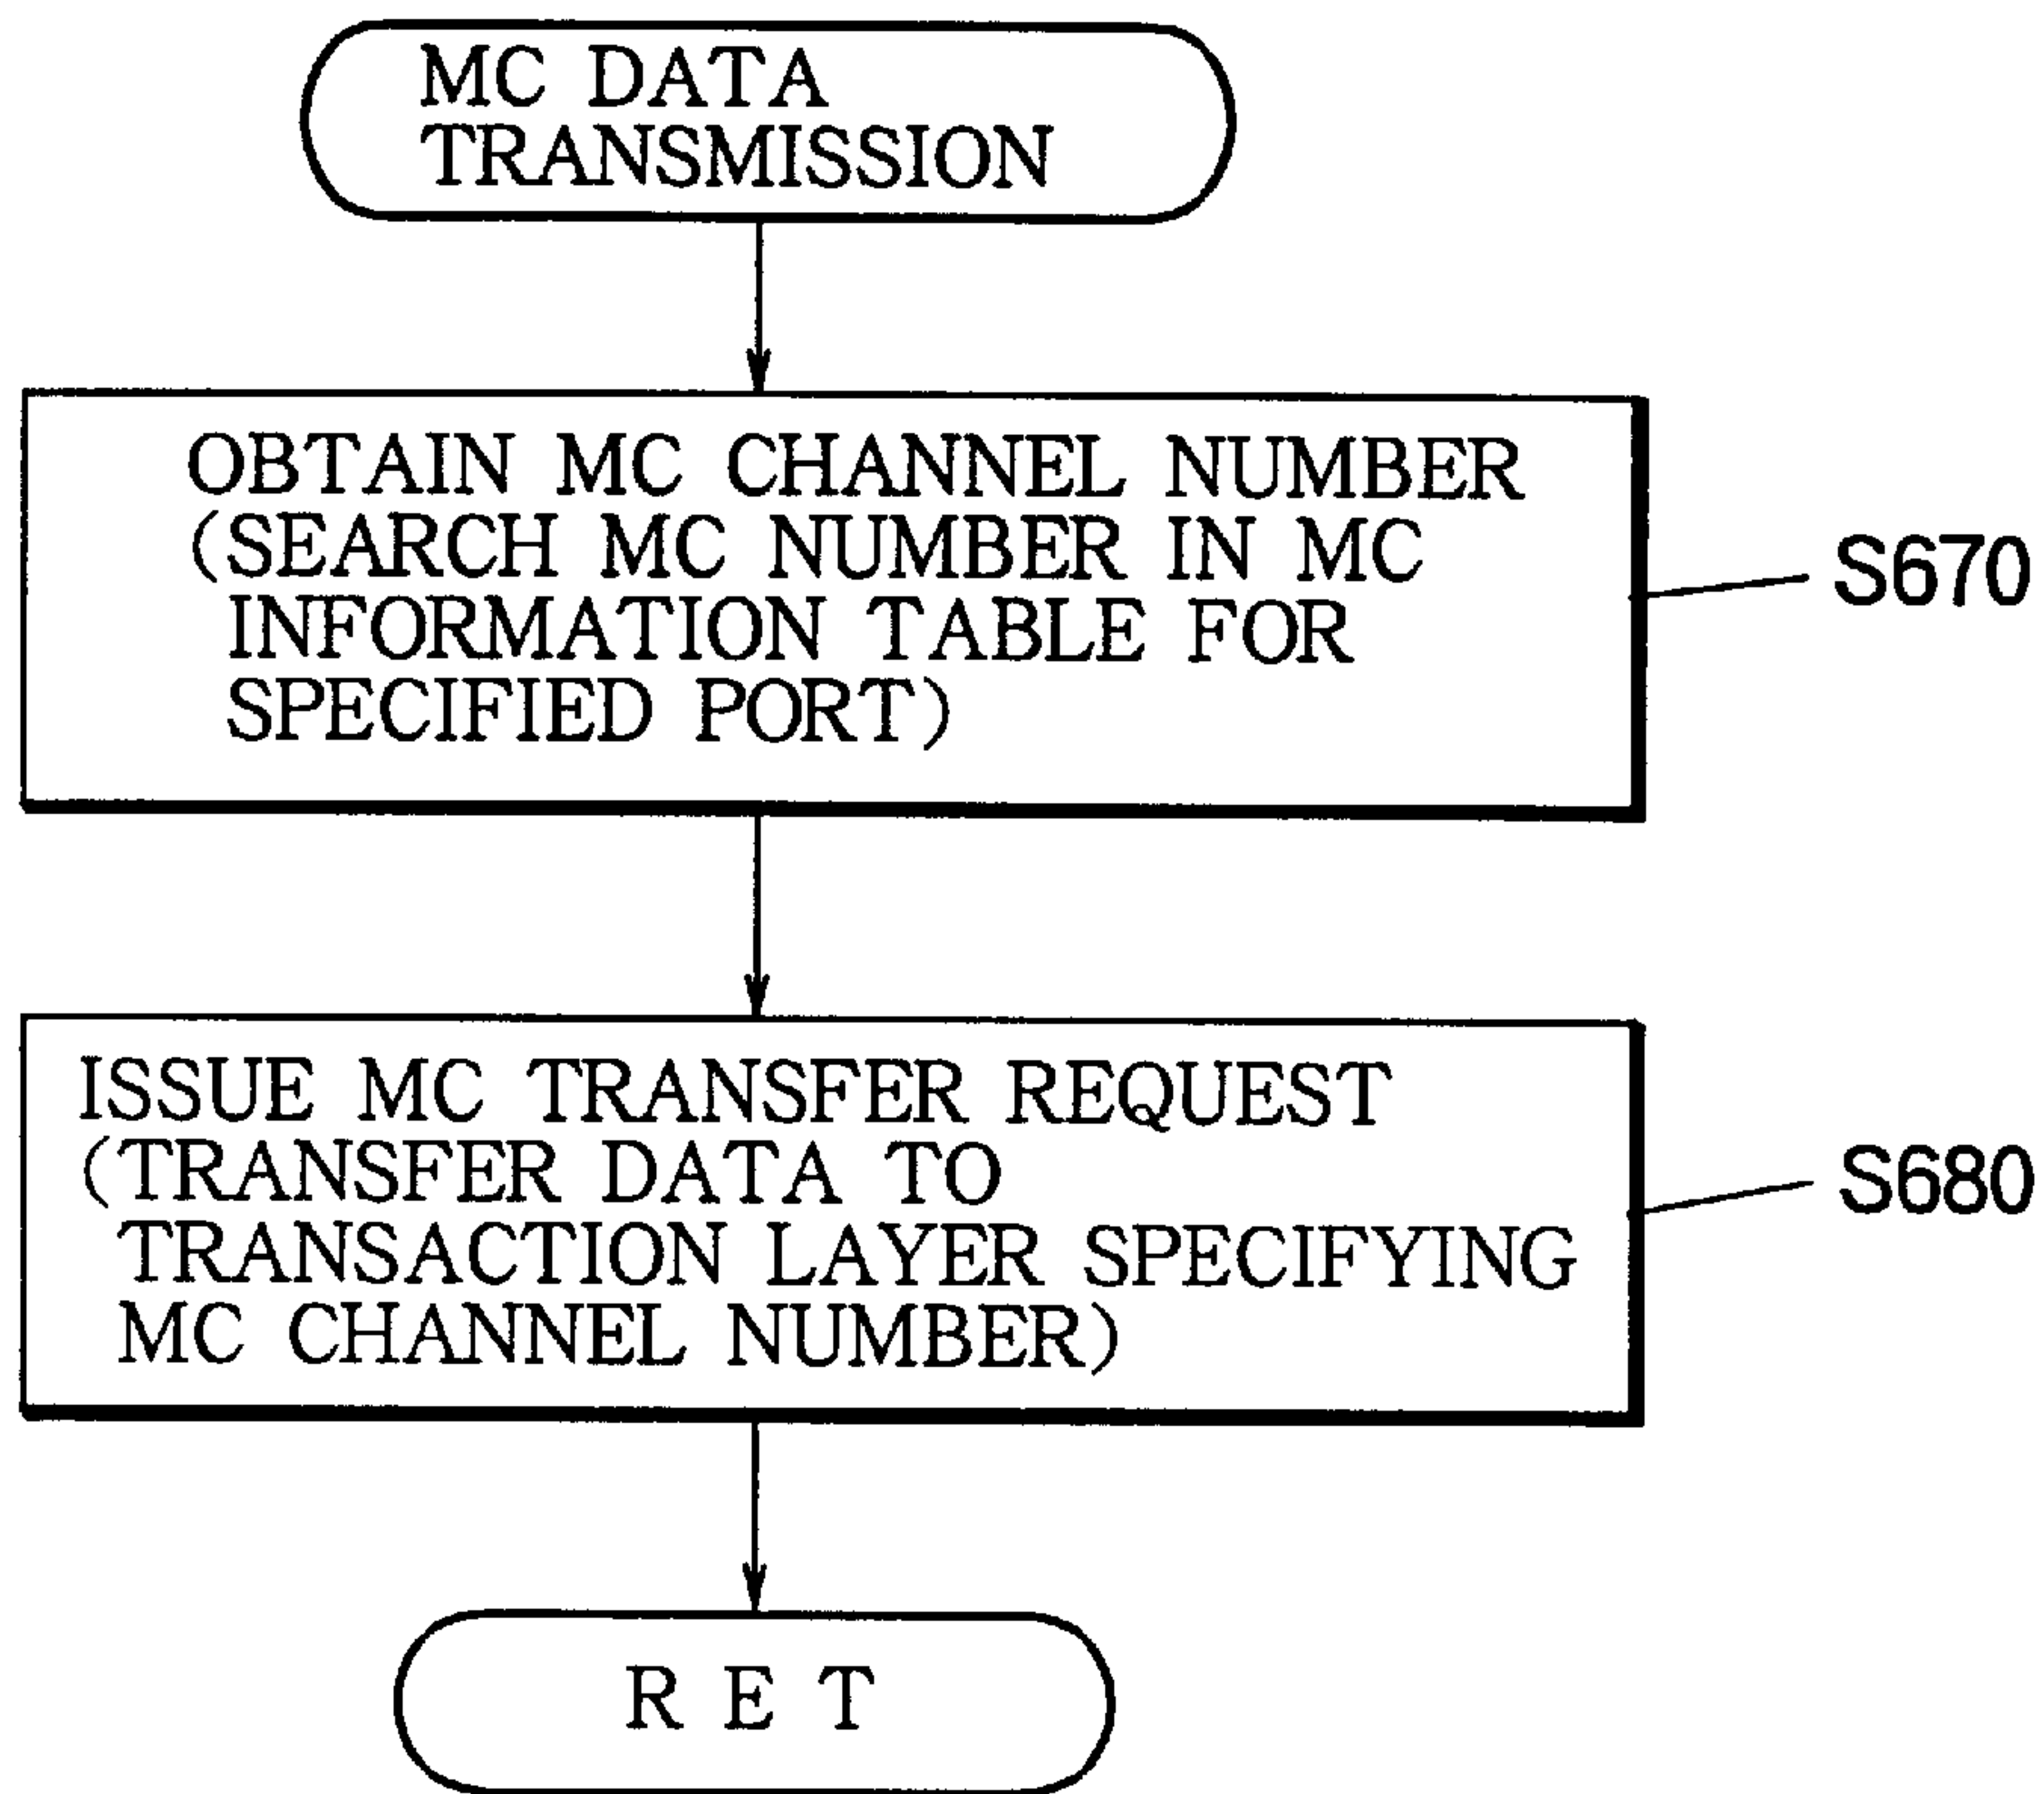 MC DATA
TRANSMISSION
OBTAIN MC CHANNEL NUMBER
(SEARCH MC NUMBER IN MC
INFORMATION TABLE FOR
SPECIFIED PORT)
S670
ISSUE MC TRANSFER REQUEST
(TRANSFER DATA TO
TRANSACTION LAYER SPECIFYING
MC CHANNEL NUMBER)
S680
R E T